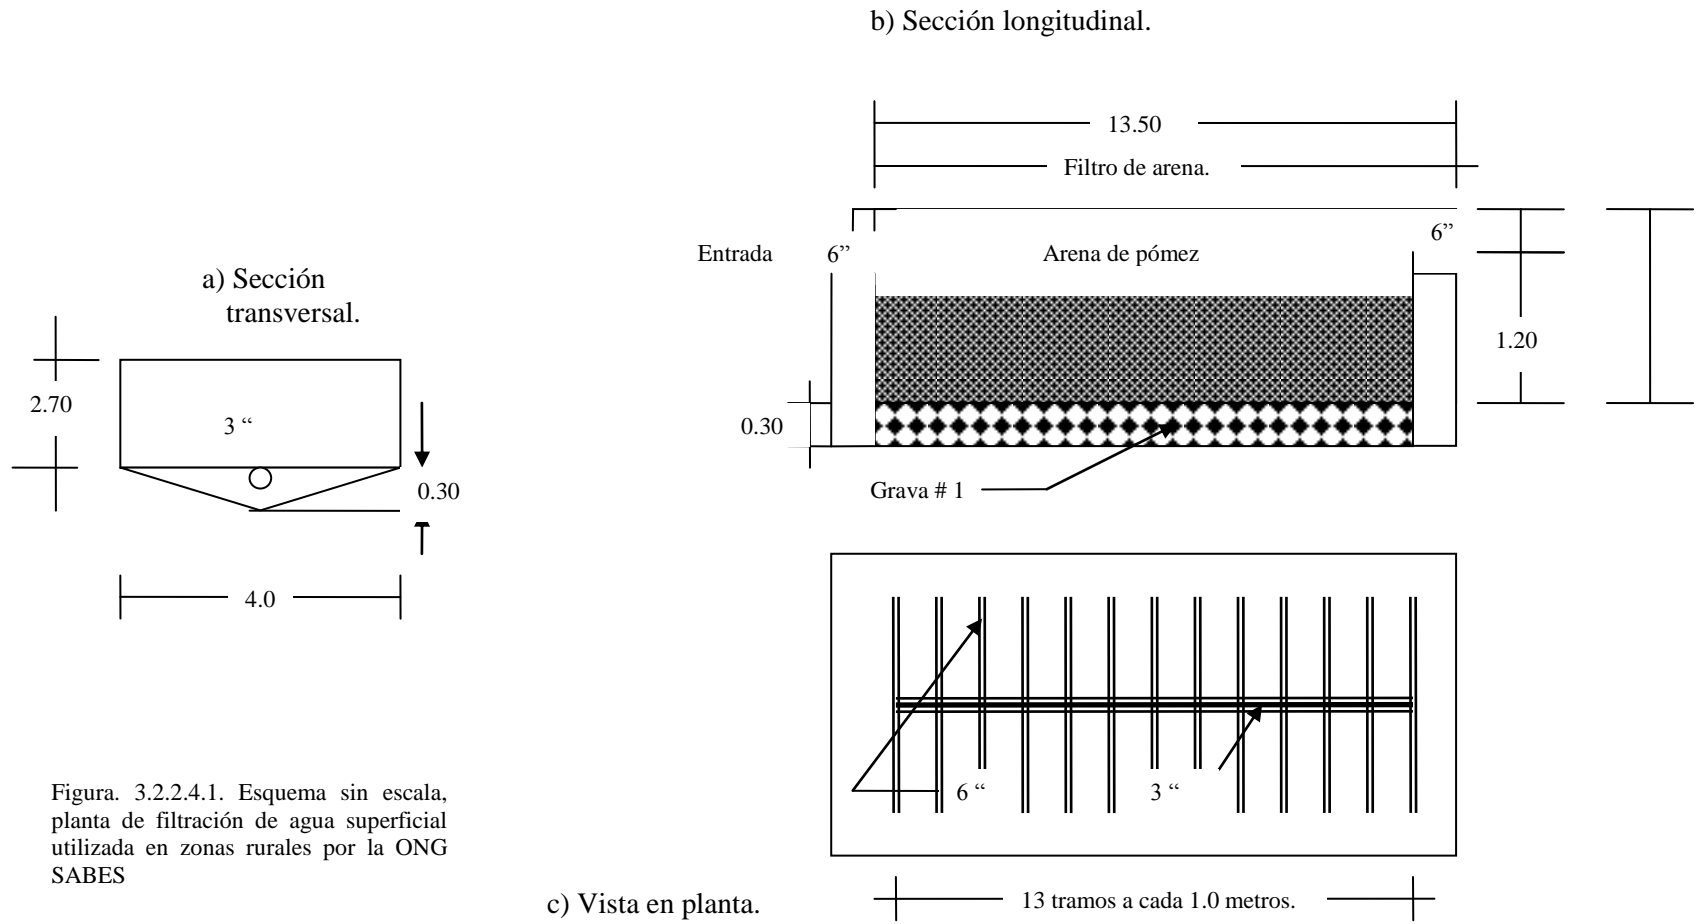 b) Sección longitudinal.
13.50
Filtro de arena.
Entrada
6”
Arena de pómez
6”
1.20
0.30
Grava # 1
a) Sección
transversal.
2.70
3 “
0.30
4.0
6 “
3 “
13 tramos a cada 1.0 metros.
c) Vista en planta.
Figura. 3.2.2.4.1. Esquema sin escala,
planta de filtración de agua superficial
utilizada en zonas rurales por la ONG
SABES